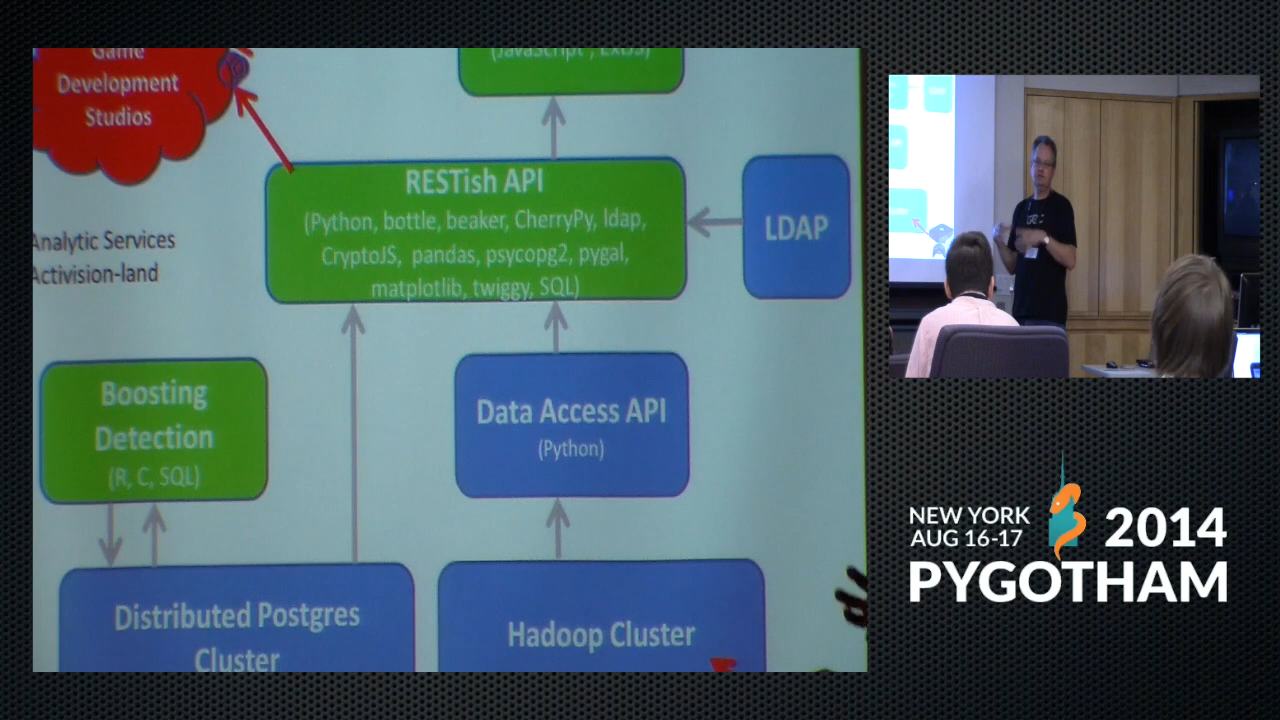 Game
Development
Studios
(JavaScript , ExtJS)
RESTish API
(Python, bottle, beaker, CherryPy, ldap,
CryptoJS, pandas, psycopg2, pygal,
matplotlib, twiggy, SQL)
LDAP
Analytic Services
Activision-land
Boosting
Detection
(R, C, SQL)
Data Access API
(Python)
Distributed Postgres
Cluster
Hadoop Cluster
NEW YORK
AUG 16-17
2014
PYGOTHAM